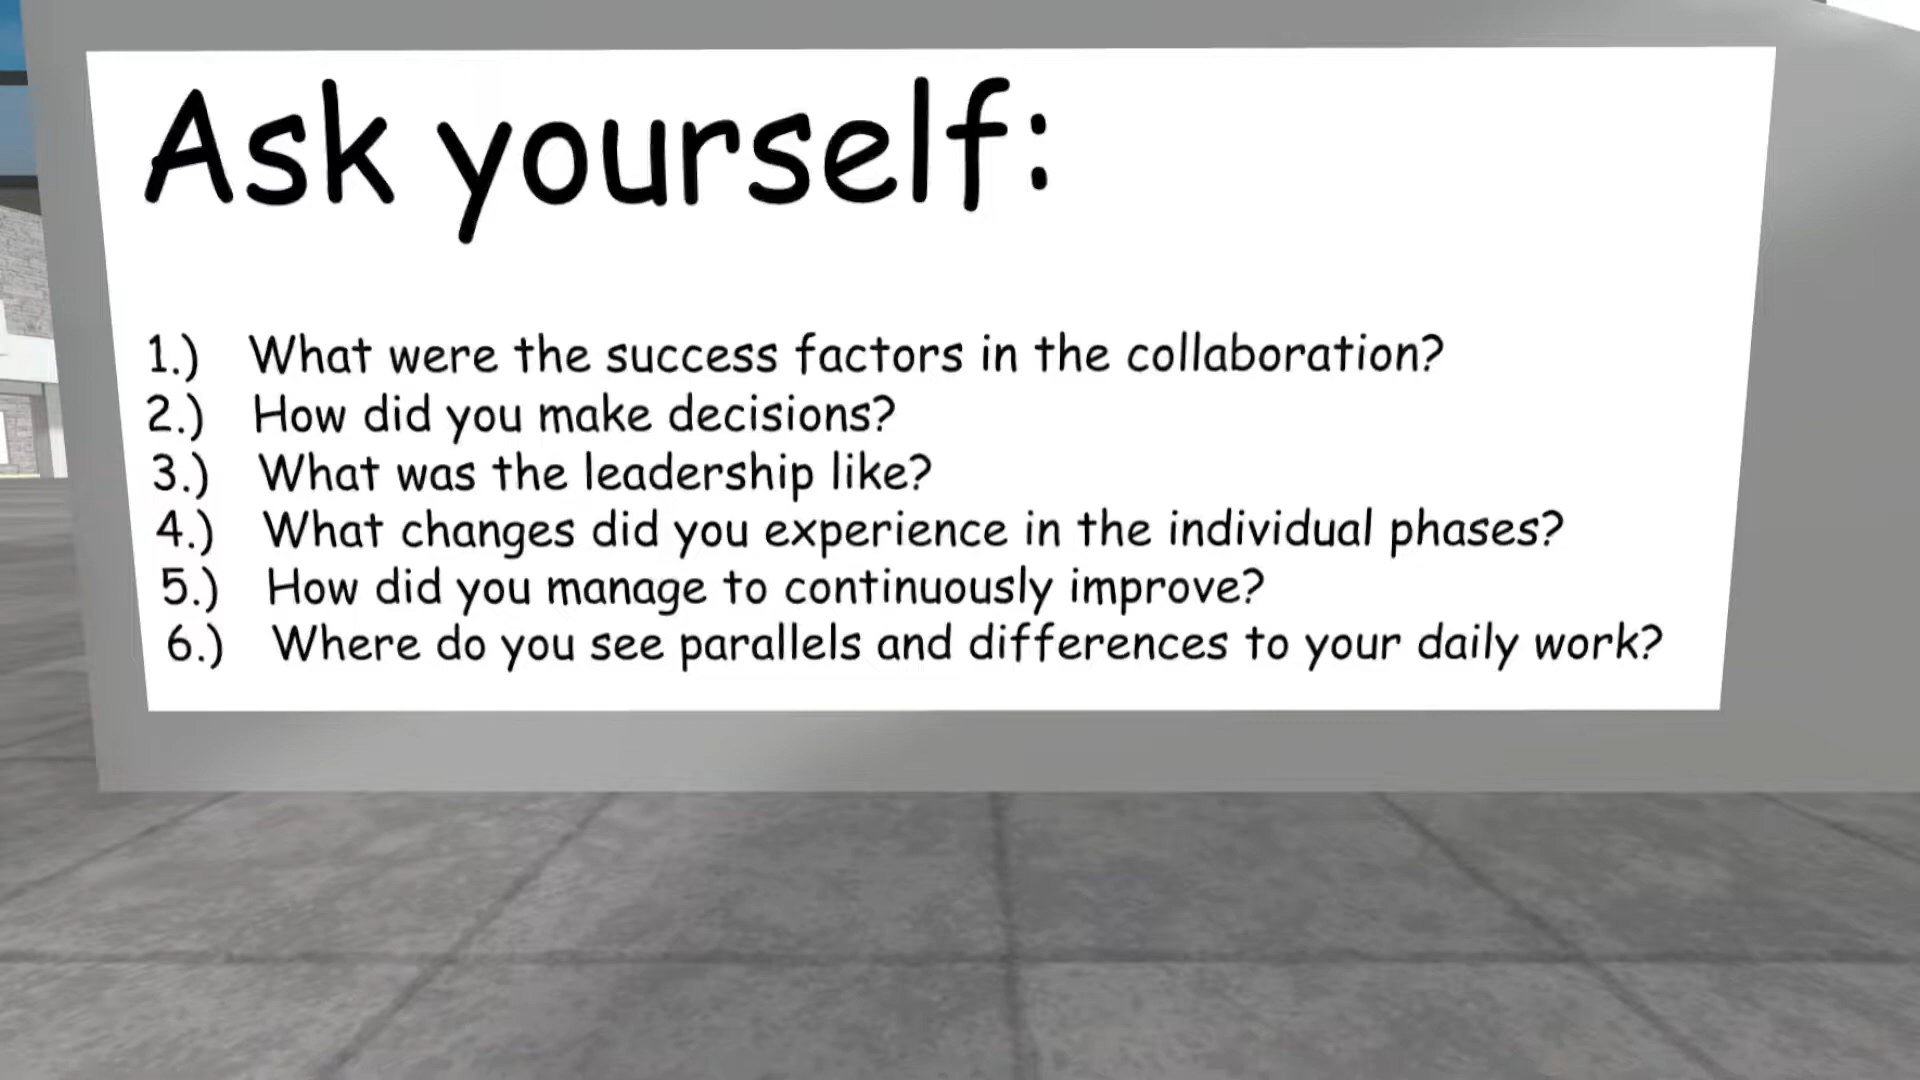 Ask yourself:
1.) What were the success factors in the collaboration?
2.) How did you make decisions?
3.) What was the leadership like?
4.) What changes did you experience in the individual phases?
5.) How did you manage to continuously improve?
6.) Where do you see parallels and differences to your daily work?